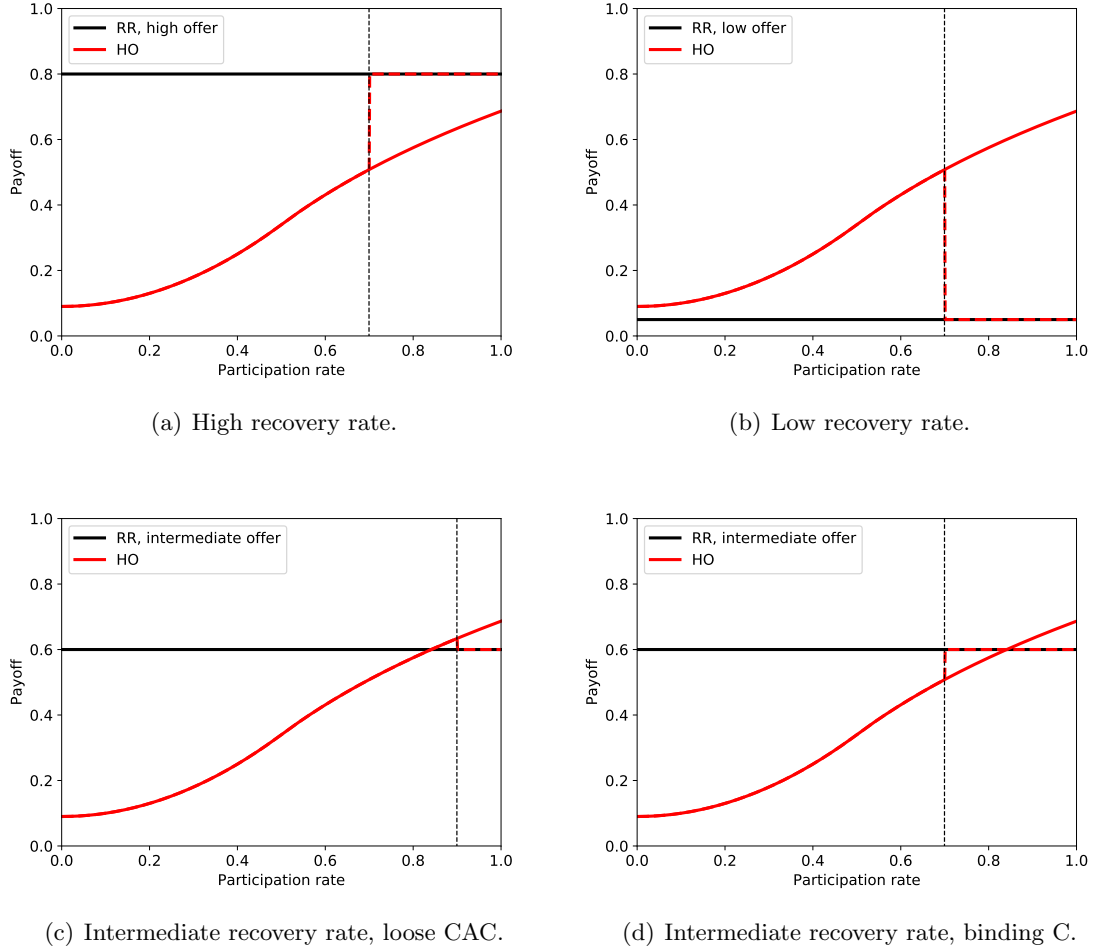 RR, high offer
HO
Payoff
1.0
0.8
0.6
0.4
0.2
0.0
0.0 0.2 0.4 0.6 0.8 1.0
Participation rate
(a) High recovery rate.
RR, low offer
HO
Payoff
1.0
0.8
0.6
0.4
0.2
0.0
0.0 0.2 0.4 0.6 0.8 1.0
Participation rate
(b) Low recovery rate.
RR, intermediate offer
HO
Payoff
1.0
0.8
0.6
0.4
0.2
0.0
0.0 0.2 0.4 0.6 0.8 1.0
Participation rate
(c) Intermediate recovery rate, loose CAC.
RR, intermediate offer
HO
Payoff
1.0
0.8
0.6
0.4
0.2
0.0
0.0 0.2 0.4 0.6 0.8 1.0
Participation rate
(d) Intermediate recovery rate, binding C.